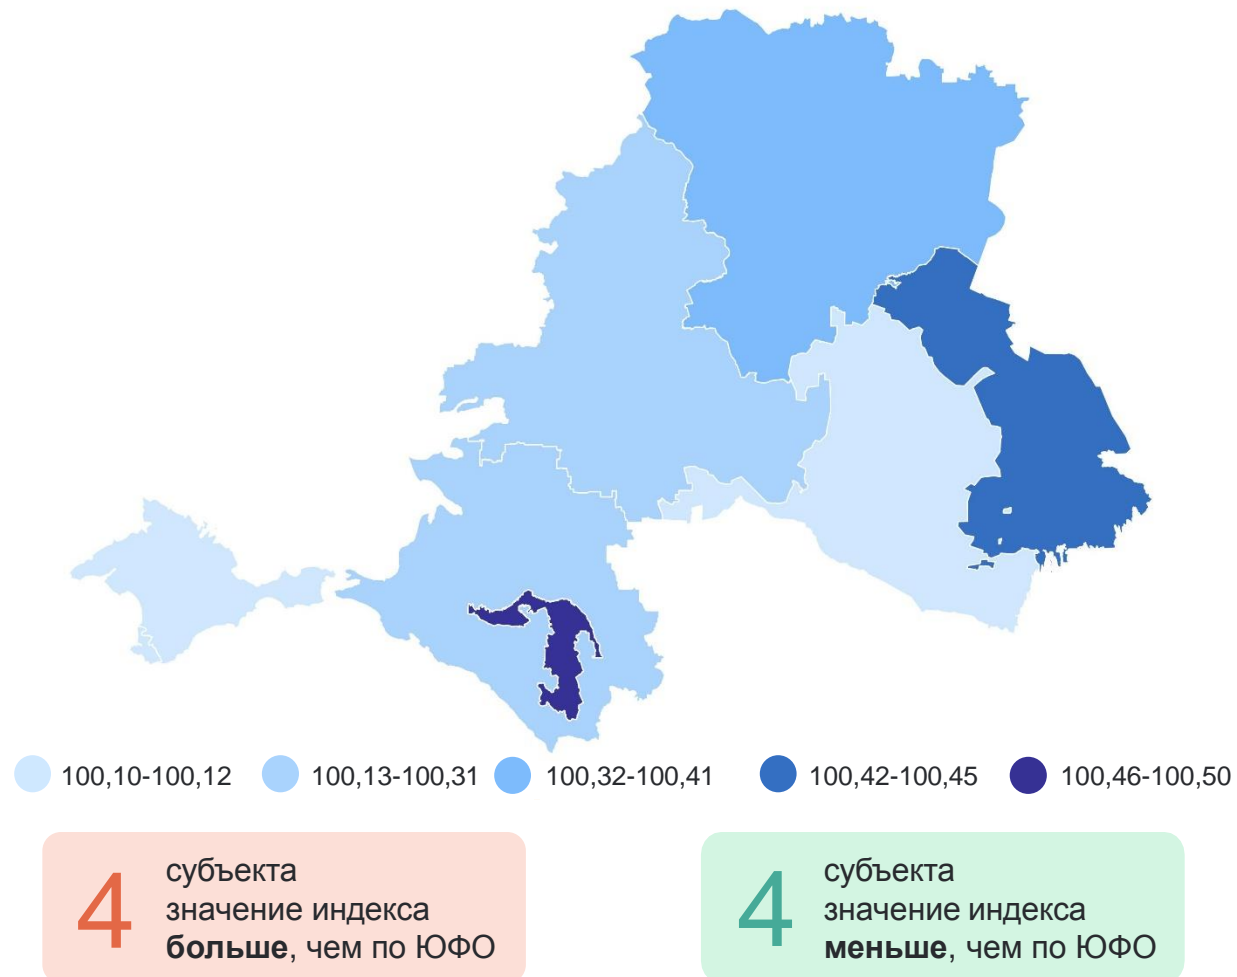 100,10-100,12 100,13-100,31 100,32-100,41 100,42-100,45 100,46-100,50
4
субъекта
значение индекса
больше, чем по ЮФО
4
субъекта
значение индекса
меньше, чем по ЮФО